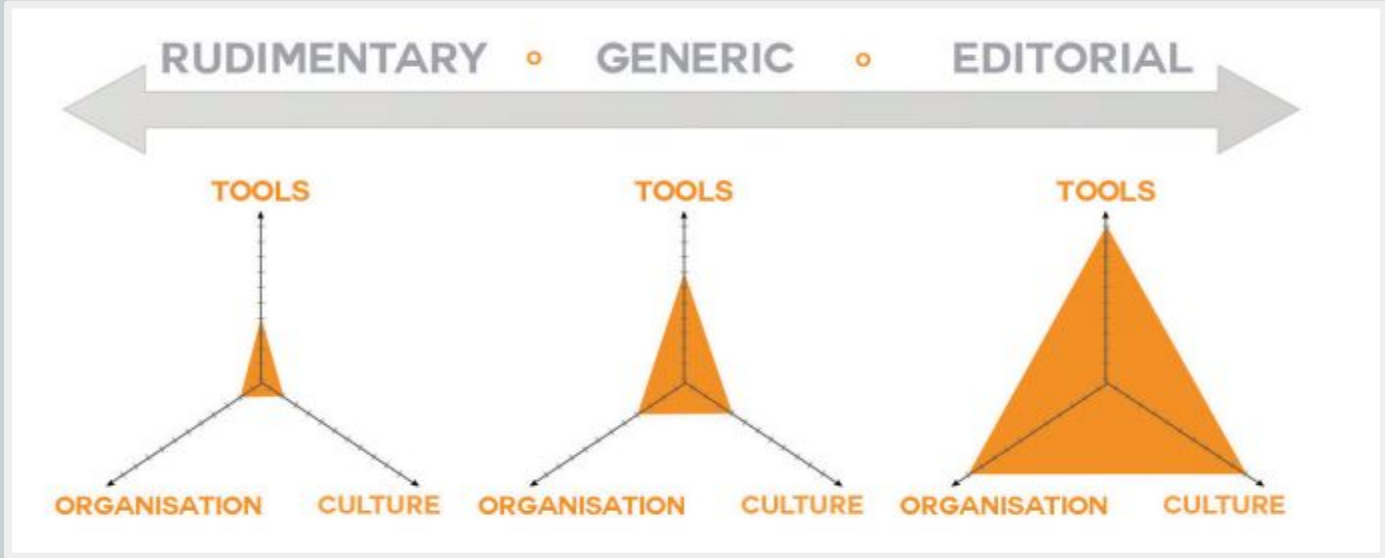 RUDIMENTARY GENERIC EDITORIAL
TOOLS TOOLS TOOLS
ORGANISATION CULTURE ORGANISATION CULTURE ORGANISATION CULTURE